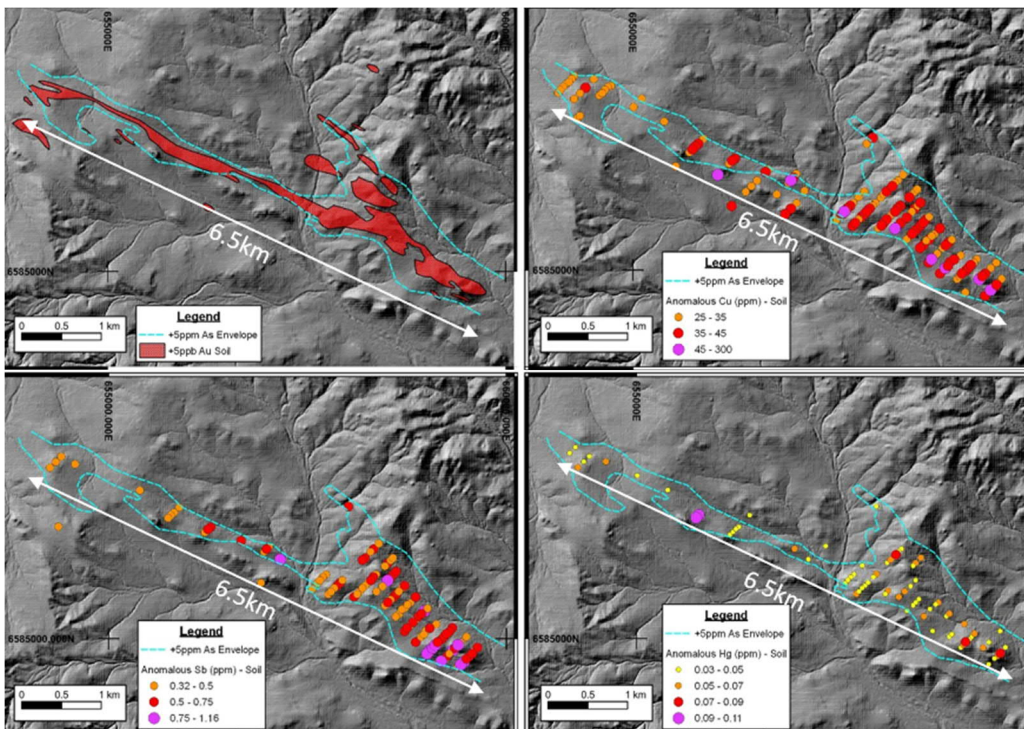 655000E
660000E
6.5km
6585000N
0 0.5 1 km
Legend
+5ppm As Envelope
+5ppb Au Soil
655000E
6.5km
6585000N
0 0.5 1 km
Legend
+5ppm As Envelope
Anomalous Cu (ppm) - Soil
25 - 35
35 - 45
45 - 300
655000.000E
660000.000E
6.5km
6585000.000N
0 0.5 1 km
Legend
+5ppm As Envelope
Anomalous Sb (ppm) - Soil
0.32 - 0.5
0.5 - 0.75
0.75 - 1.16
655000E
6.5km
6585000N
0 0.5 1 km
Legend
+5ppm As Envelope
Anomalous Hg (ppm) - Soil
0.03 - 0.05
0.05 - 0.07
0.07 - 0.09
0.09 - 0.11